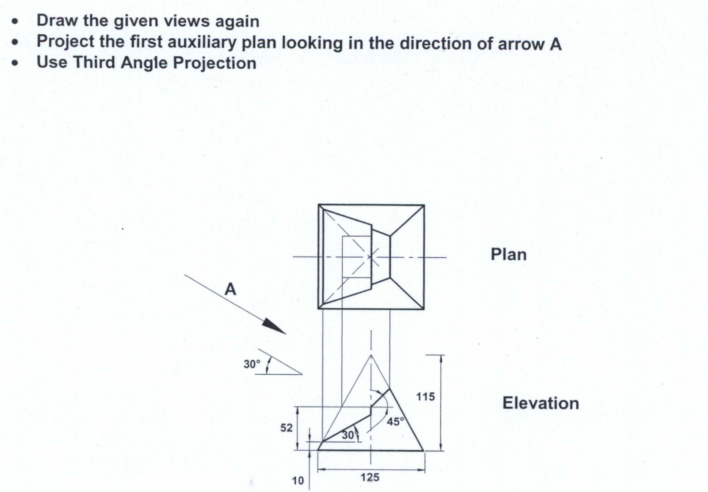 • Draw the given views again
• Project the first auxiliary plan looking in the direction of arrow A
• Use Third Angle Projection
Plan
A
30°
115
Elevation
52
45°
30°
10
125